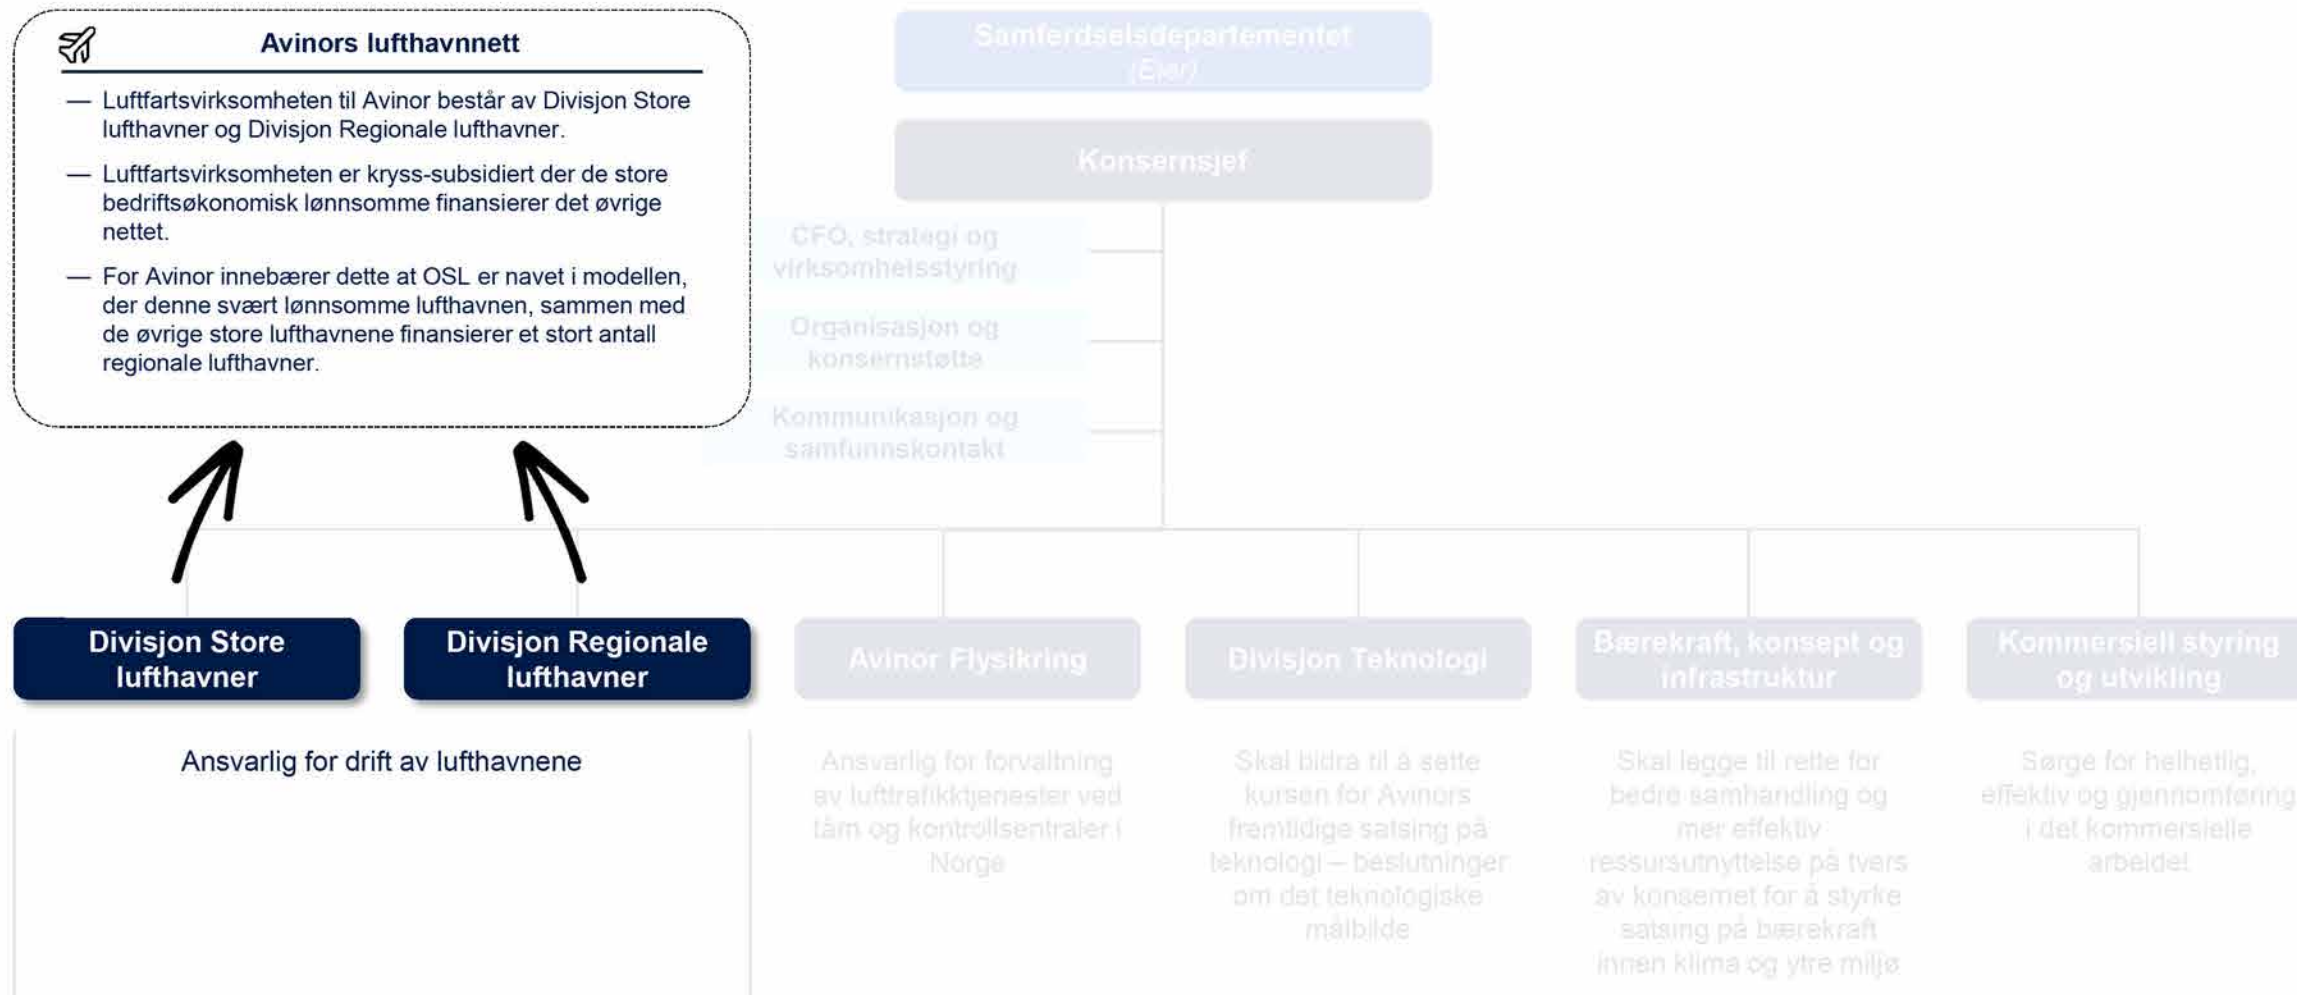 Avinors lufthavnnett
— Luftfartsvirksomheten til Avinor består av Divisjon Store
lufthavner og Divisjon Regionale lufthavner.
— Luftfartsvirksomheten er kryss-subsidiert der de store
bedriftsøkonomisk lønnsomme finansierer det øvrige
nettet.
— For Avinor innebærer dette at OSL er navet i modellen,
der denne svært lønnsomme lufthavnen, sammen med
de øvrige store lufthavnene finansierer et stort antall
regionale lufthavner.
Samferdselsdepartementet
(Eier)
Konsernsjef
CFO, strategi og
virksomhetsstyring
Organisasjon og
konsernstøtte
Kommunikasjon og
samfunnskontakt
Divisjon Store
lufthavner
Divisjon Regionale
lufthavner
Avinor Flysikring
Divisjon Teknologi
Bærekraft, konsept og
infrastruktur
Kommersiell styring
og utvikling
Ansvarlig for drift av lufthavnene
Ansvarlig for forvaltning
av lufttrafikktjenester ved
tårn og kontrollsentraler i
Norge
Skal bidra til å sette
kursen for Avinors
fremtidige satsing på
teknologi – beslutninger
om det teknologiske
målbilde
Skal legge til rette for
bedre samhandling og
mer effektiv
ressursutnyttelse på tvers
av konsernet for å styrke
satsing på bærekraft
innen klima og ytre miljø
Sørge for helhetlig,
effektiv og gjennomføring
i det kommersielle
arbeidet